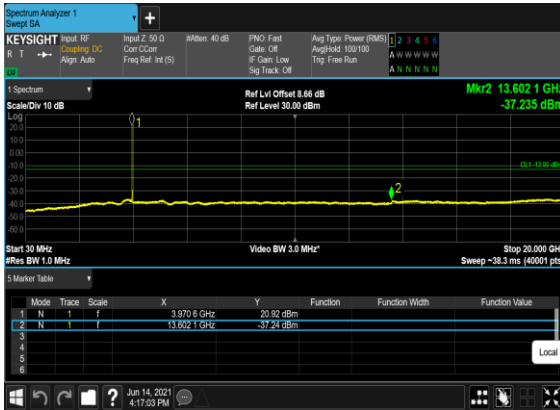 Spectrum Analyzer 1
Swept SA
+
KEYSIGHT
R T
LXI
Input: RF
Coupling: DC
Align: Auto
Input Z: 50 Ω
Corr CCorr
Freq Ref: Int (S)
#Atten: 40 dB
PNO: Fast
Gate: Off
IF Gain: Low
Sig Track: Off
Avg Type: Power (RMS)
Avg|Hold: 100/100
Trig: Free Run
1 2 3 4 5 6
A W W W W W
A N N N N N
1 Spectrum
Scale/Div 10 dB
Ref Lvl Offset 8.66 dB
Ref Level 30.00 dBm
Mkr2 13.602 1 GHz
-37.235 dBm
Log
20.0
10.0
0.00
-10.0
-20.0
-30.0
-40.0
-50.0
-60.0
1
2
DL1 -13.00 dBm
Start 30 MHz
#Res BW 1.0 MHz
Video BW 3.0 MHz*
Stop 20.000 GHz
Sweep ~38.3 ms (40001 pts)
5 Marker Table
Mode Trace Scale X Y Function Function Width Function Value
1 N 1 f 3.970 6 GHz 20.92 dBm
2 N 1 f 13.602 1 GHz -37.24 dBm
3
4
5
6
Local
?
Jun 14, 2021
4:17:03 PM